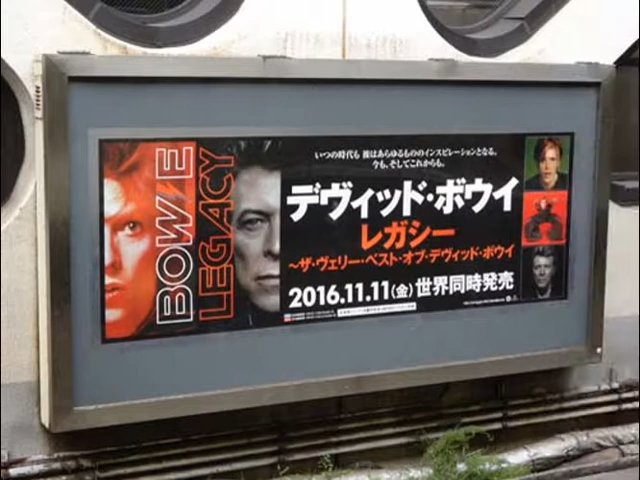 BOWIE
LEGACY
いつの時代も 彼はあらゆるもののインスピレーションとなる。
今も、そしてこれからも。
デヴィッド・ボウイ
レガシー
～ザ・ヴェリー・ベスト・オブ・デヴィッド・ボウイ
2016.11.11(金)世界同時発売